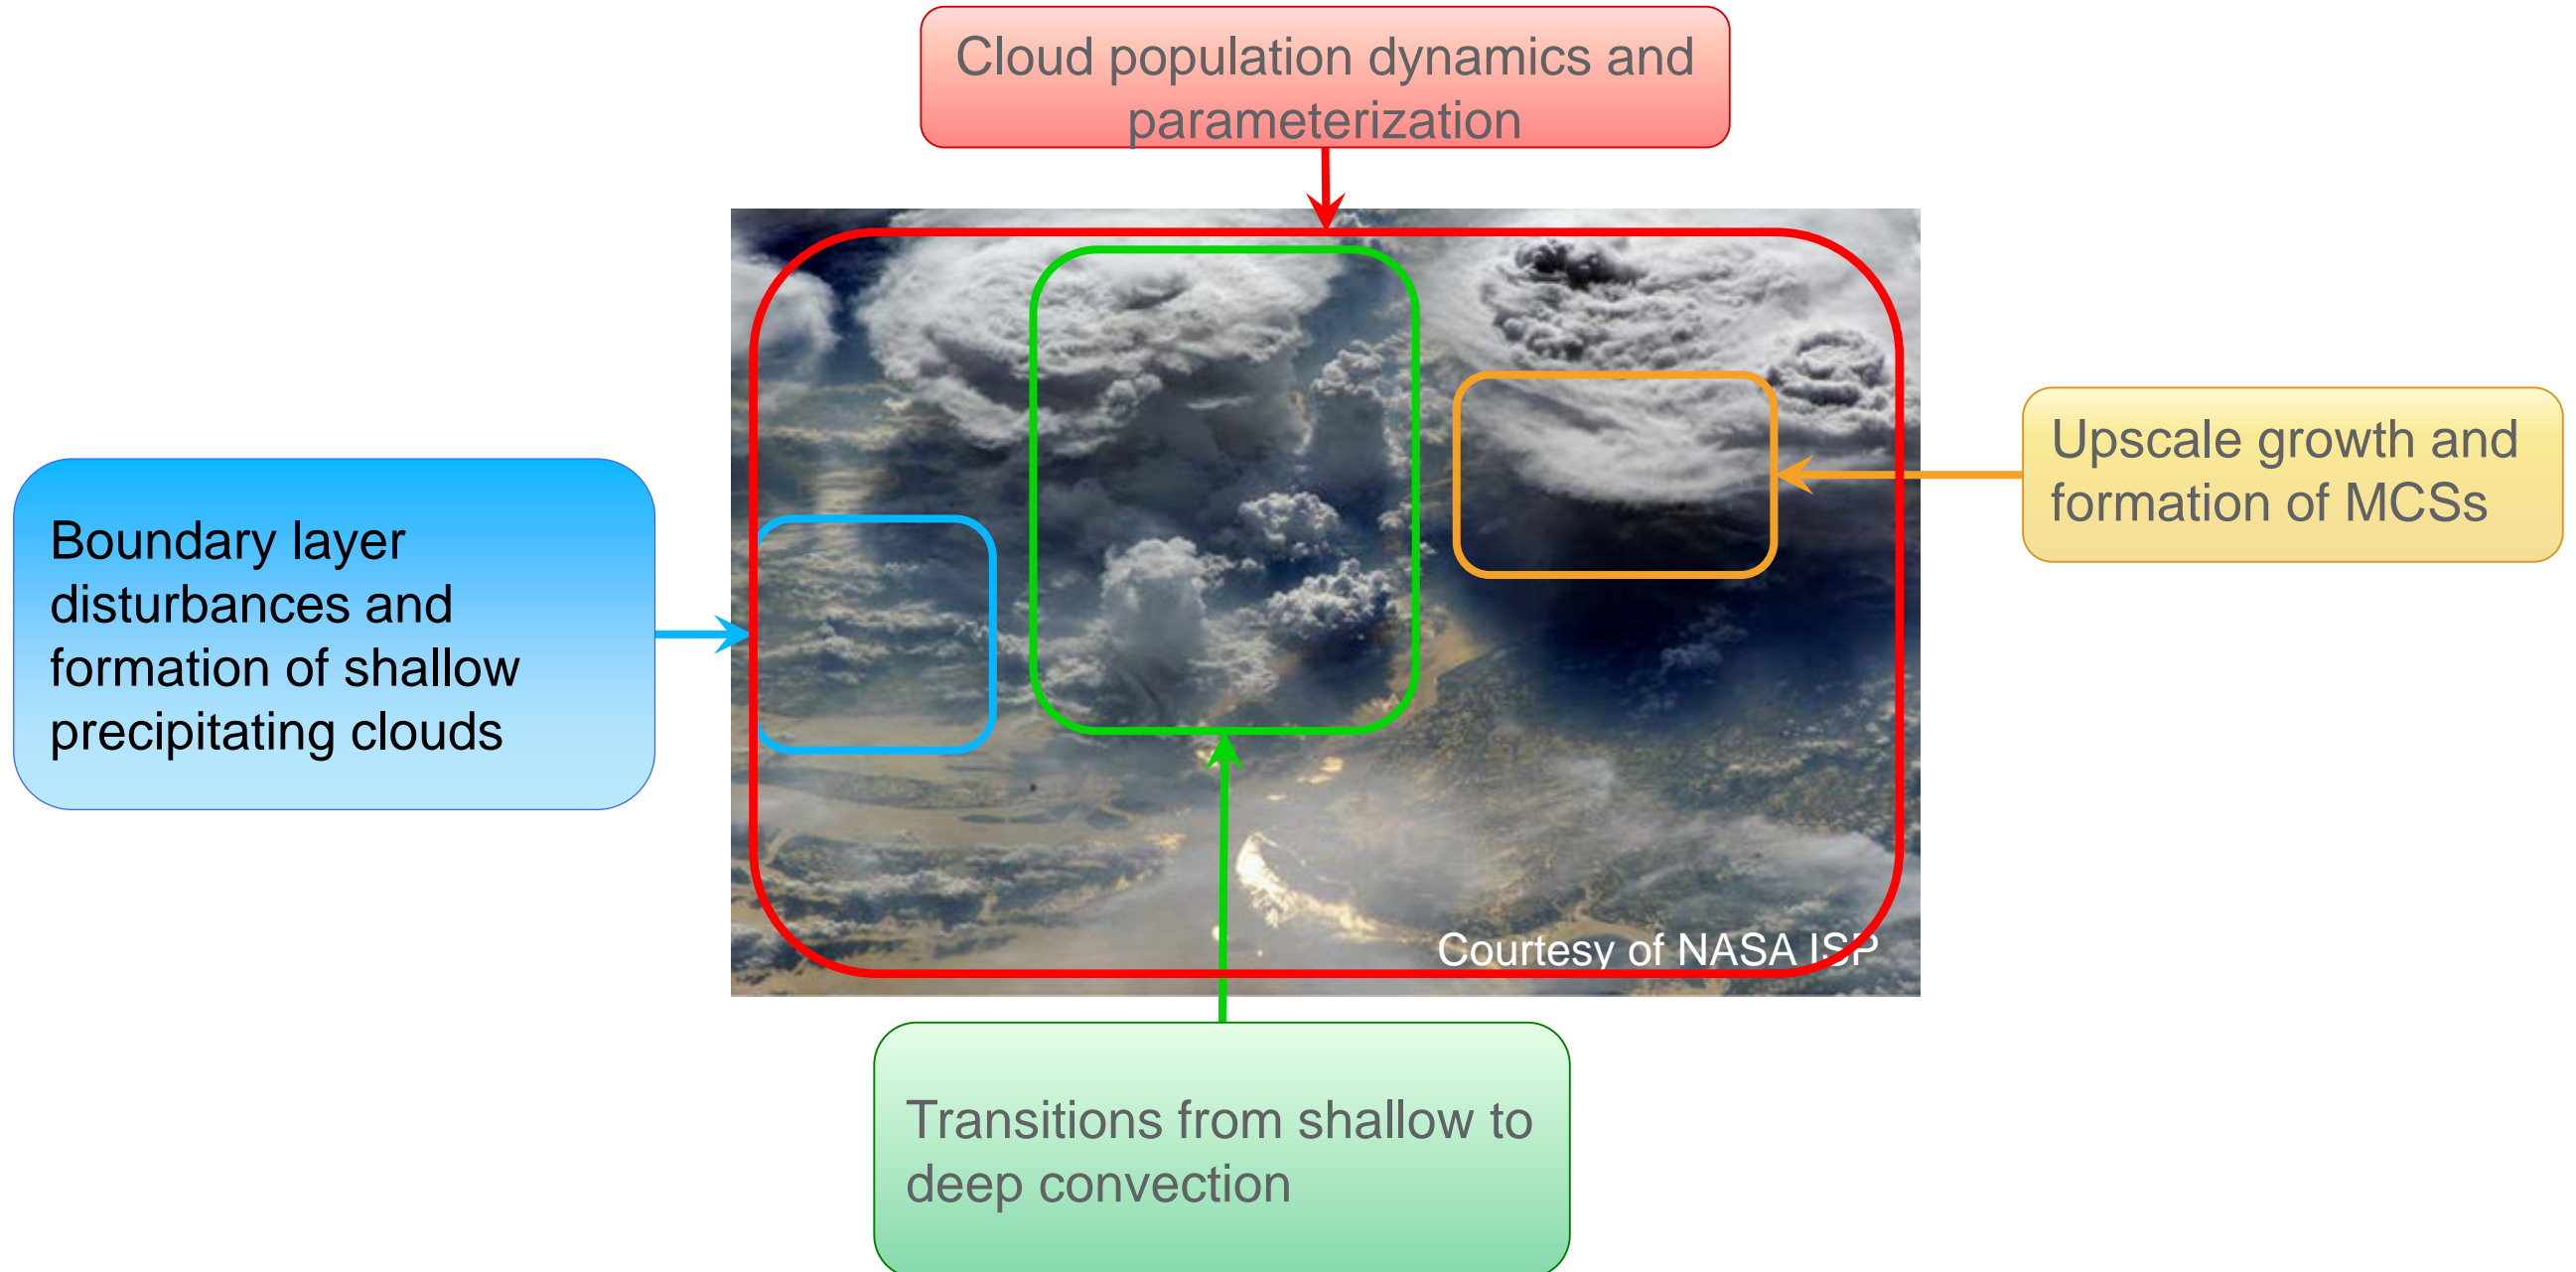 Cloud population dynamics and
parameterization
Boundary layer
disturbances and
formation of shallow
precipitating clouds
Upscale growth and
formation of MCSs
Courtesy of NASA ISP
Transitions from shallow to
deep convection